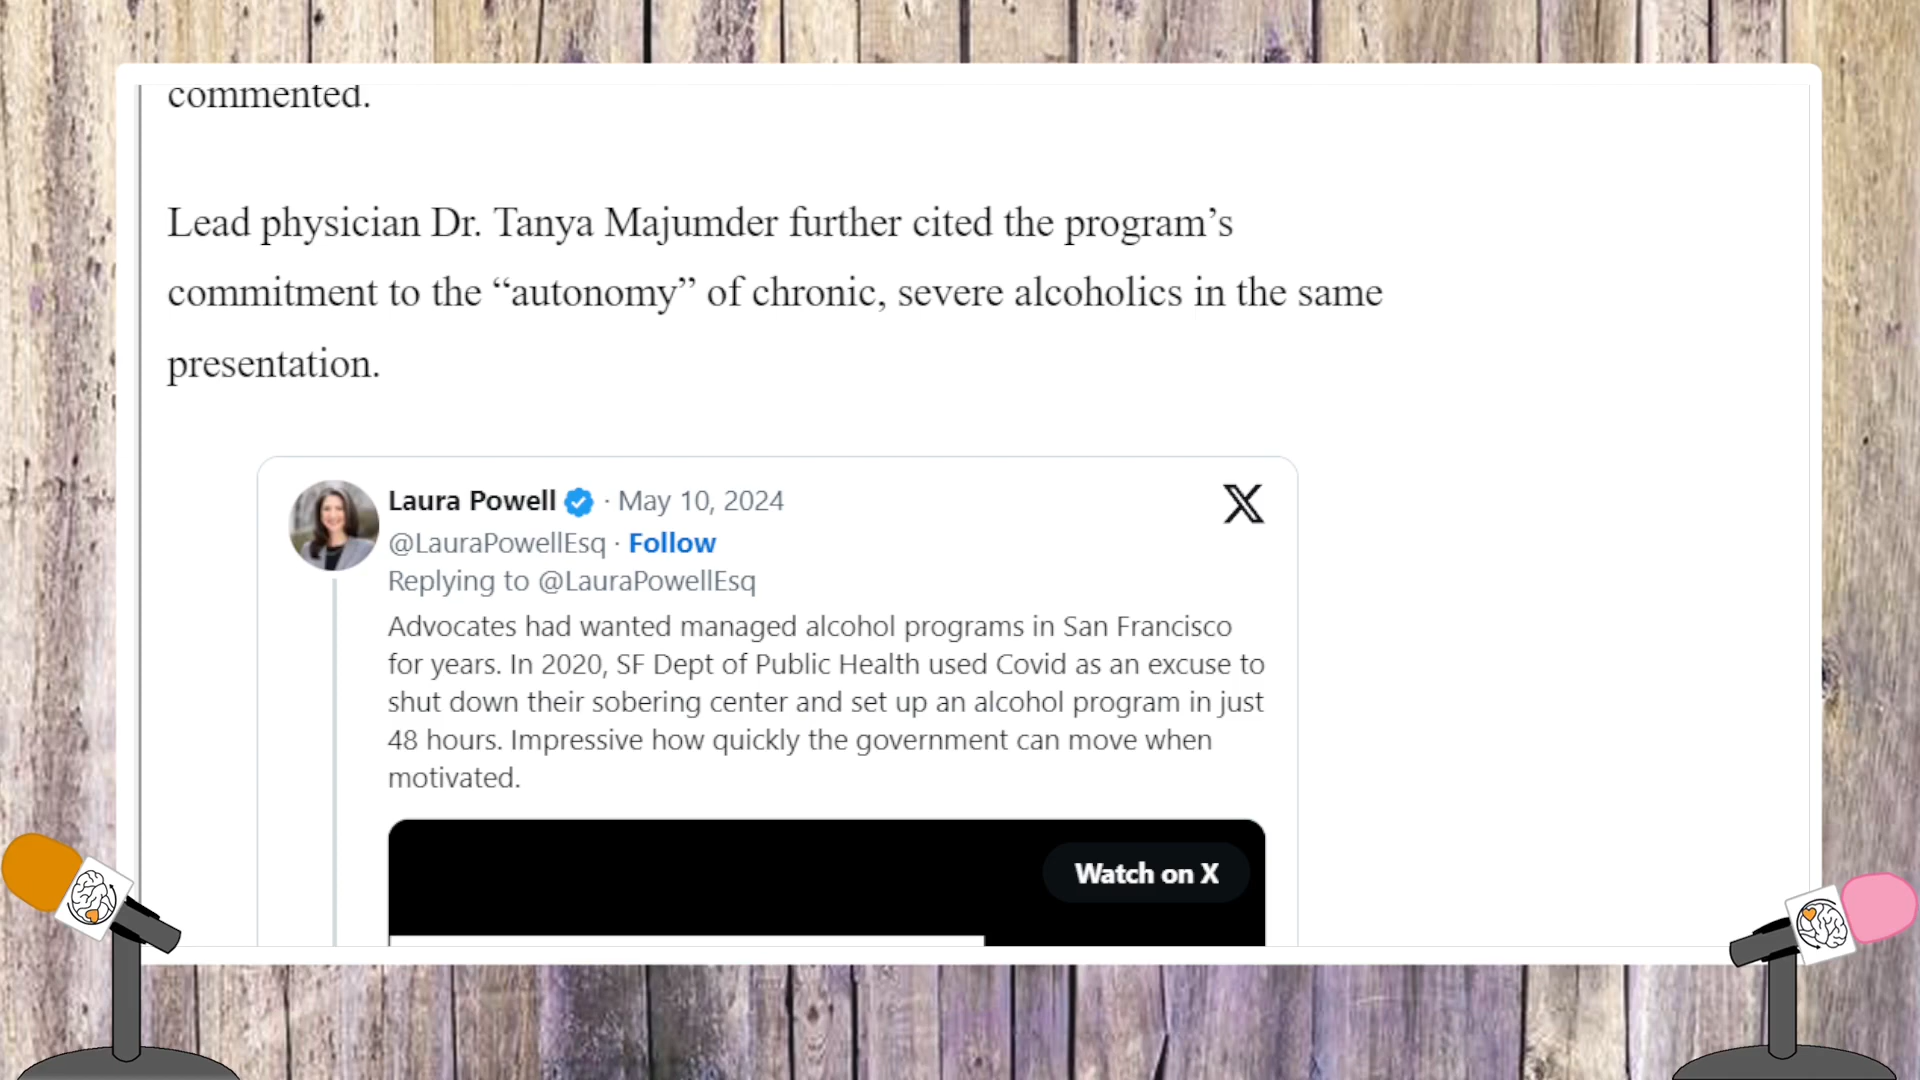 commented.
Lead physician Dr. Tanya Majumder further cited the program’s
commitment to the “autonomy” of chronic, severe alcoholics in the same
presentation.
Laura Powell · May 10, 2024
@LauraPowellEsq · Follow
Replying to @LauraPowellEsq
Advocates had wanted managed alcohol programs in San Francisco
for years. In 2020, SF Dept of Public Health used Covid as an excuse to
shut down their sobering center and set up an alcohol program in just
48 hours. Impressive how quickly the government can move when
motivated.
Watch on X